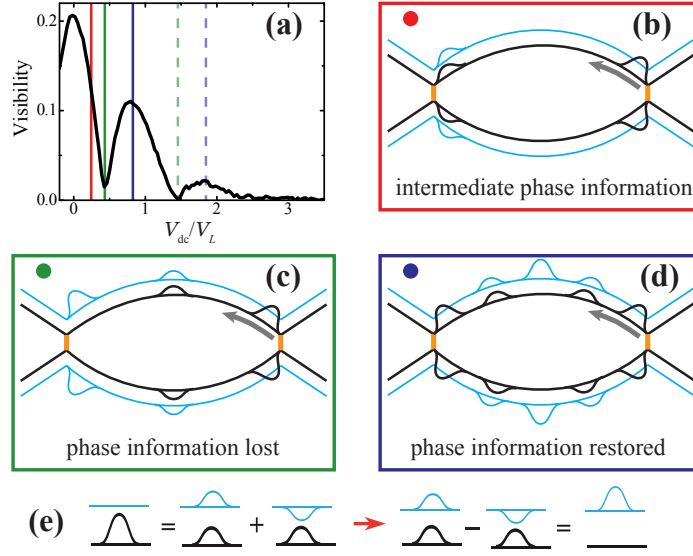 (a)
0.2
0.1
0.0
Visibility
0 1 2 3
V_dc/V_L
(b)
intermediate phase information
(c)
phase information lost
(d)
phase information restored
(e) = + − =